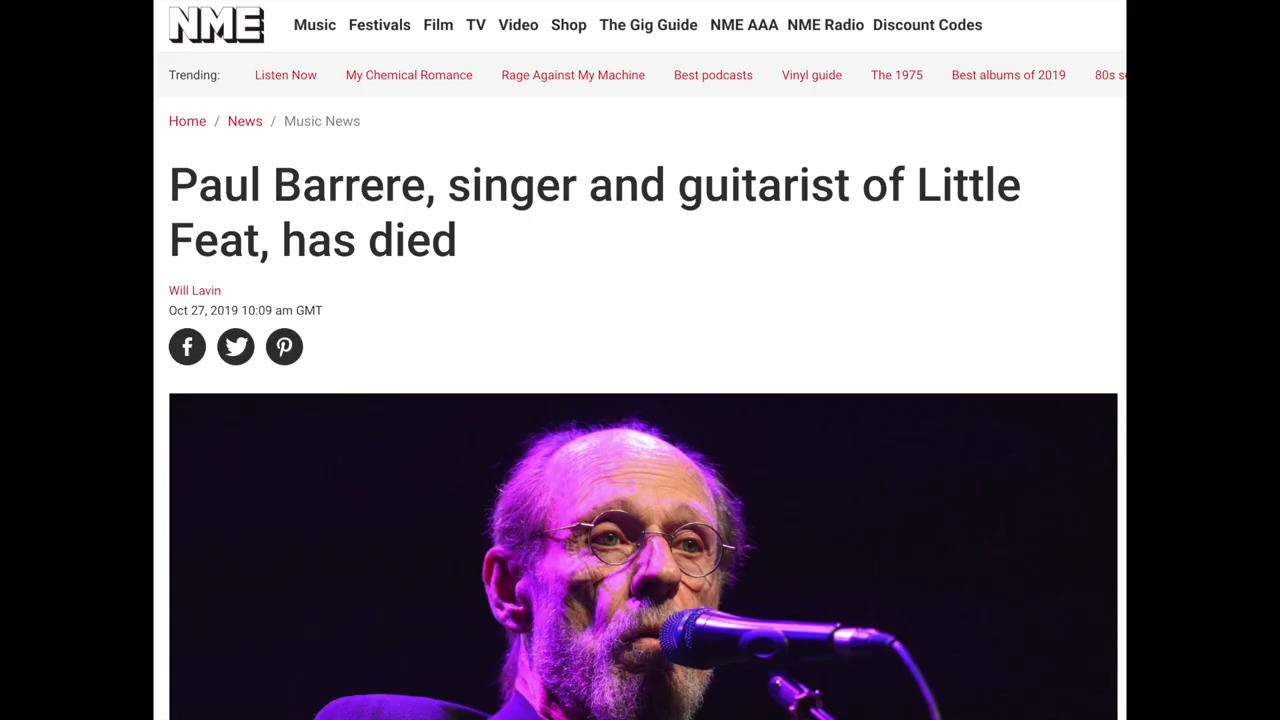 NME Music Festivals Film TV Video Shop The Gig Guide NME AAA NME Radio Discount Codes
Trending: Listen Now My Chemical Romance Rage Against My Machine Best podcasts Vinyl guide The 1975 Best albums of 2019 80s
Home / News / Music News
Paul Barrere, singer and guitarist of Little
Feat, has died
Will Lavin
Oct 27, 2019 10:09 am GMT